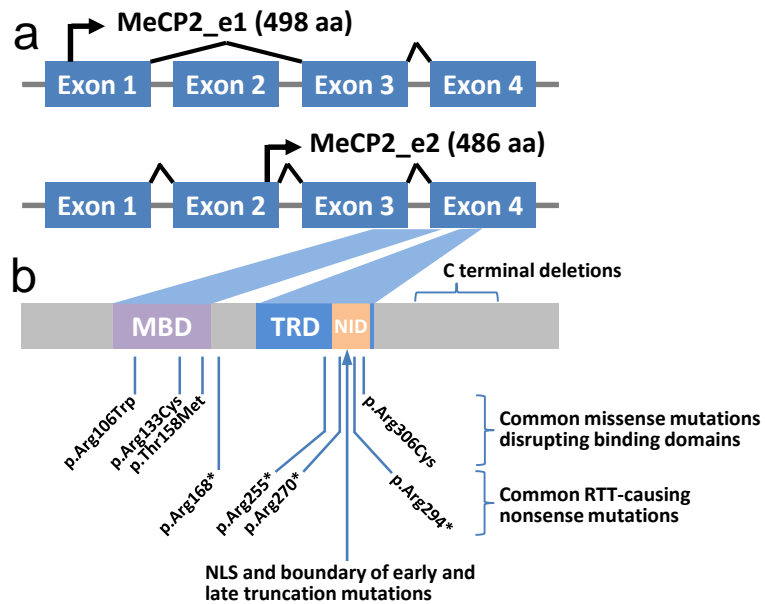 a
MeCP2_e1 (498 aa)
Exon 1
Exon 2
Exon 3
Exon 4
MeCP2_e2 (486 aa)
Exon 1
Exon 2
Exon 3
Exon 4
b
C terminal deletions
MBD
TRD
NID
p.Arg106Trp
p.Arg133Cys
p.Thr158Met
p.Arg168*
p.Arg255*
p.Arg270*
p.Arg306Cys
p.Arg294*
Common missense mutations
disrupting binding domains
Common RTT-causing
nonsense mutations
NLS and boundary of early and
late truncation mutations